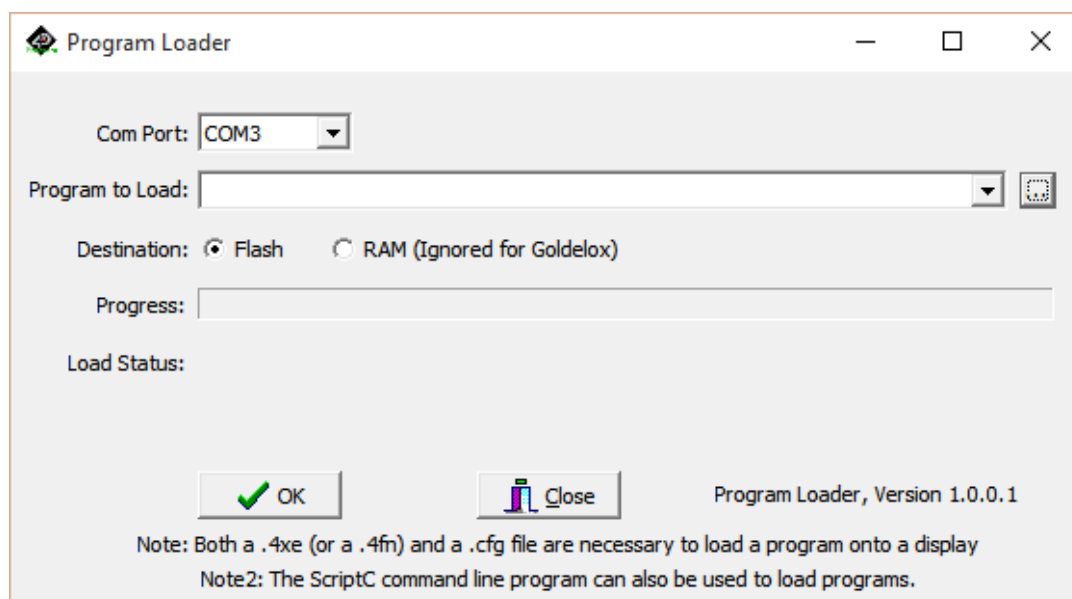 Program Loader
Com Port: COM3
Program to Load: ...
Destination: Flash RAM (Ignored for Goldelox)
Progress:
Load Status:
OK Close Program Loader, Version 1.0.0.1
Note: Both a .4xe (or a .4fn) and a .cfg file are necessary to load a program onto a display
Note2: The ScriptC command line program can also be used to load programs.